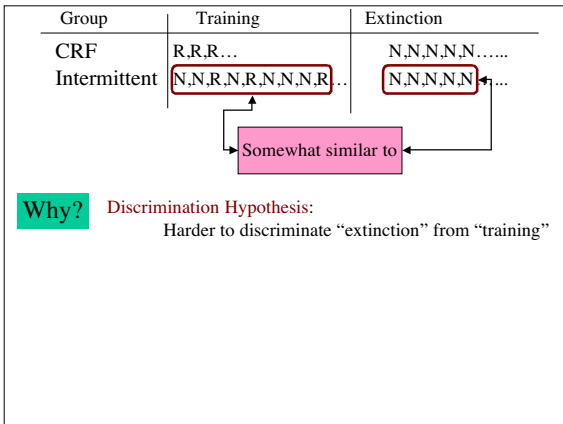 Group Training Extinction
CRF R,R,R… N,N,N,N,N…...
Intermittent N,N,R,N,R,N,N,N,R… N,N,N,N,N…...
Somewhat similar to
Why? Discrimination Hypothesis:
Harder to discriminate “extinction” from “training”